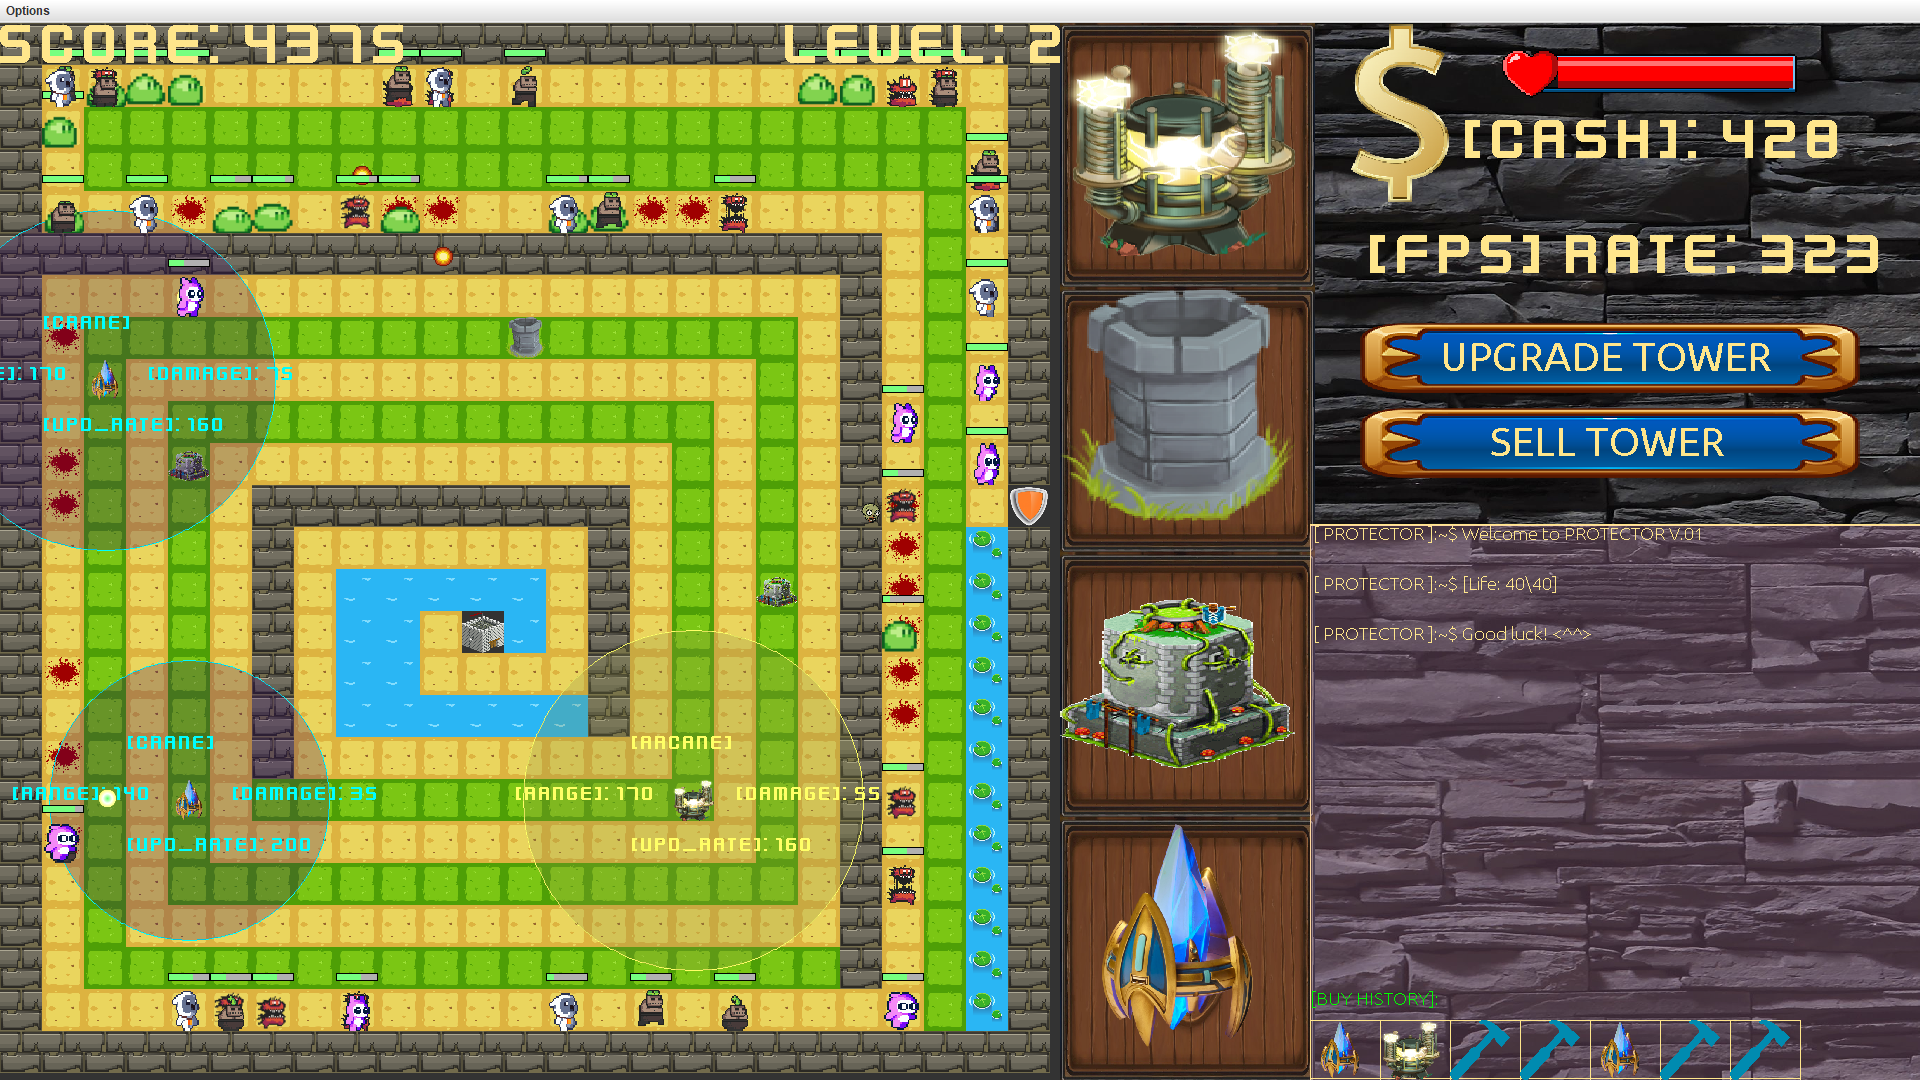 Options
SCORE: 4375
LEVEL: 2
[CASH]: 428
[FPS] RATE: 323
UPGRADE TOWER
SELL TOWER
[CRANE]
E]: 170 [DAMAGE]: 75
[UPD_RATE]: 160
[CRANE]
[RANGE]: 140 [DAMAGE]: 35
[UPD_RATE]: 200
[ARCANE]
[RANGE]: 170 [DAMAGE]: 55
[UPD_RATE]: 160
[ PROTECTOR ]:~$ Welcome to PROTECTOR V.01
[ PROTECTOR ]:~$ [Life: 40\40]
[ PROTECTOR ]:~$ Good luck! <^^>
[BUY HISTORY]: